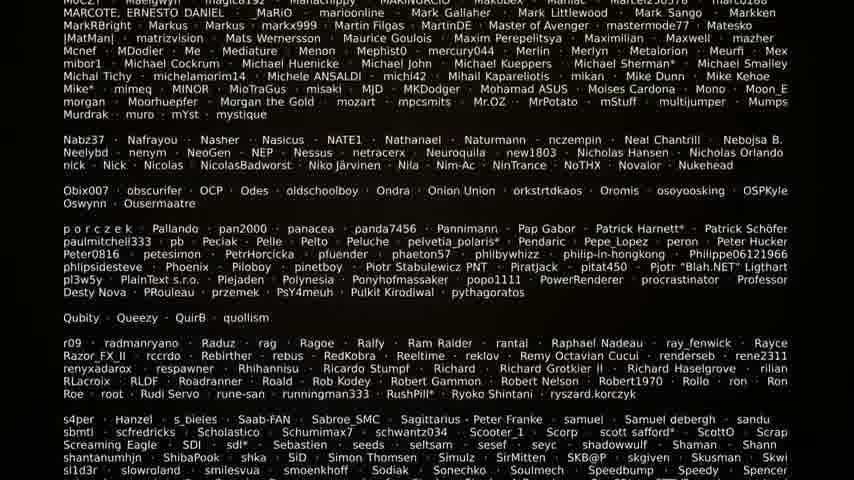 MARCOTE, ERNESTO DANIEL · __MaRiO · marioonline · Mark Gallaher · Mark Littlewood · Mark Sango · Markken
MarkRBright · Markus · Markus · markx999 · Martin Filgas · MartinDE · Master of Avenger · mastermode77 · Matesko
|MatMan| · matrizvision · Mats Wernersson · Maurice Goulois · Maxim Perepelitsya · Maximilian · Maxwell · mazher
Mcnef · MDodier · Me · Mediature · Menon · Mephist0 · mercury044 · Merlin · Merlyn · Metalorion · Meurfi · Mex
mibor1 · Michael Cockrum · Michael Huenicke · Michael John · Michael Kueppers · Michael Sherman* · Michael Smalley
Michal Tichy · michelamorim14 · Michele ANSALDI · michi42 · Mihail Kapareliotis · mikan · Mike Dunn · Mike Kehoe
Mike* · mimeq · MINOR · MioTraGus · misaki · MJD · MKDodger · Mohamad ASUS · Moises Cardona · Mono · Moon_E
morgan · Moorhuepfer · Morgan the Gold · mozart · mpcsmits · Mr.OZ · MrPotato · mStuff · multijumper · Mumps
Murdrak · muro · mYst · mystique
Nabz37 · Nafrayou · Nasher · Nasicus · NATE1 · Nathanael · Naturmann · nczempin · Neal Chantrill · Nebojsa B.
Neelybd · nenym · NeoGen · NEP · Nessus · netracerx · Neuroquila · new1803 · Nicholas Hansen · Nicholas Orlando
nick · Nick · Nicolas · NicolasBadworst · Niko Järvinen · Nila · Nim-Ac · NinTrance · NoTHX · Novalor · Nukehead
Obix007 · obscurifer · OCP · Odes · oldschoolboy · Ondra · Onion Union · orkstrtdkaos · Oromis · osoyoosking · OSPKyle
Oswynn · Ousermaatre
p o r c z e k · Pallando · pan2000 · panacea · panda7456 · Pannimann · Pap Gabor · Patrick Harnett* · Patrick Schöfer
paulmitchell333 · pb · Peciak · Pelle · Pelto · Peluche · pelvetia_polaris* · Pendaric · Pepe_Lopez · peron · Peter Hucker
Peter0816 · petesimon · PetrHorcicka · pfuender · phaeton57 · philbywhizz · philip-in-hongkong · Philippe06121966
phlipsidesteve · Phoenix · Piloboy · pinetboy · Piotr Stabulewicz PNT · PiratJack · pitat450 · Pjotr "Blah.NET" Ligthart
pl3w5y · PlainText s.r.o. · Plejaden · Polynesia · Ponyhofmassaker · popo1111 · PowerRenderer · procrastinator · Professor
Desty Nova · PRouleau · przemek · PsY4meuh · Pulkit Kirodiwal · pythagoratos
Qubity · Queezy · QuirB · quollism
r09 · radmanryano · Raduz · rag · Ragoe · Ralfy · Ram Raider · rantal · Raphael Nadeau · ray_fenwick · Rayce
Razor_FX_II · rccrdo · Rebirther · rebus · RedKobra · Reeltime · reklov · Remy Octavian Cucui · renderseb · rene2311
renyxadarox · respawner · Rhihannisu · Ricardo Stumpf · Richard · Richard Grotkier II · Richard Haselgrove · rilian
RLacroix · RLDF · Roadranner · Roald · Rob Kodey · Robert Gammon · Robert Nelson · Robert1970 · Rollo · ron · Ron
Roe · root · Rudi Servo · rune-san · runningman333 · RushPill* · Ryoko Shintani · ryszard.korczyk
s4per · Hanzel · s_bieles · Saab-FAN · Sabroe_SMC · Sagittarius - Peter Franke · samuel · Samuel debergh · sandu
sbmtl · scfredricks · Scholastico · Schumimax7 · schwantz034 · Scooter_1 · Scorp · scott safford* · ScottO · Scrap
Screaming Eagle · SDI · sdl* · Sebastien · seeds · seltsam · sesef · seyc · shadowwulf · Shaman · Shann
shantanumhjn · ShibaPook · shka · SiD · Simon Thomsen · Simulz · SirMitten · SKB@P · skgiven · Skusman · Skwi
sl1d3r · slowroland · smilesvua · smoenkhoff · Sodiak · Sonechko · Soulmech · Speedbump · Speedy · Spencer